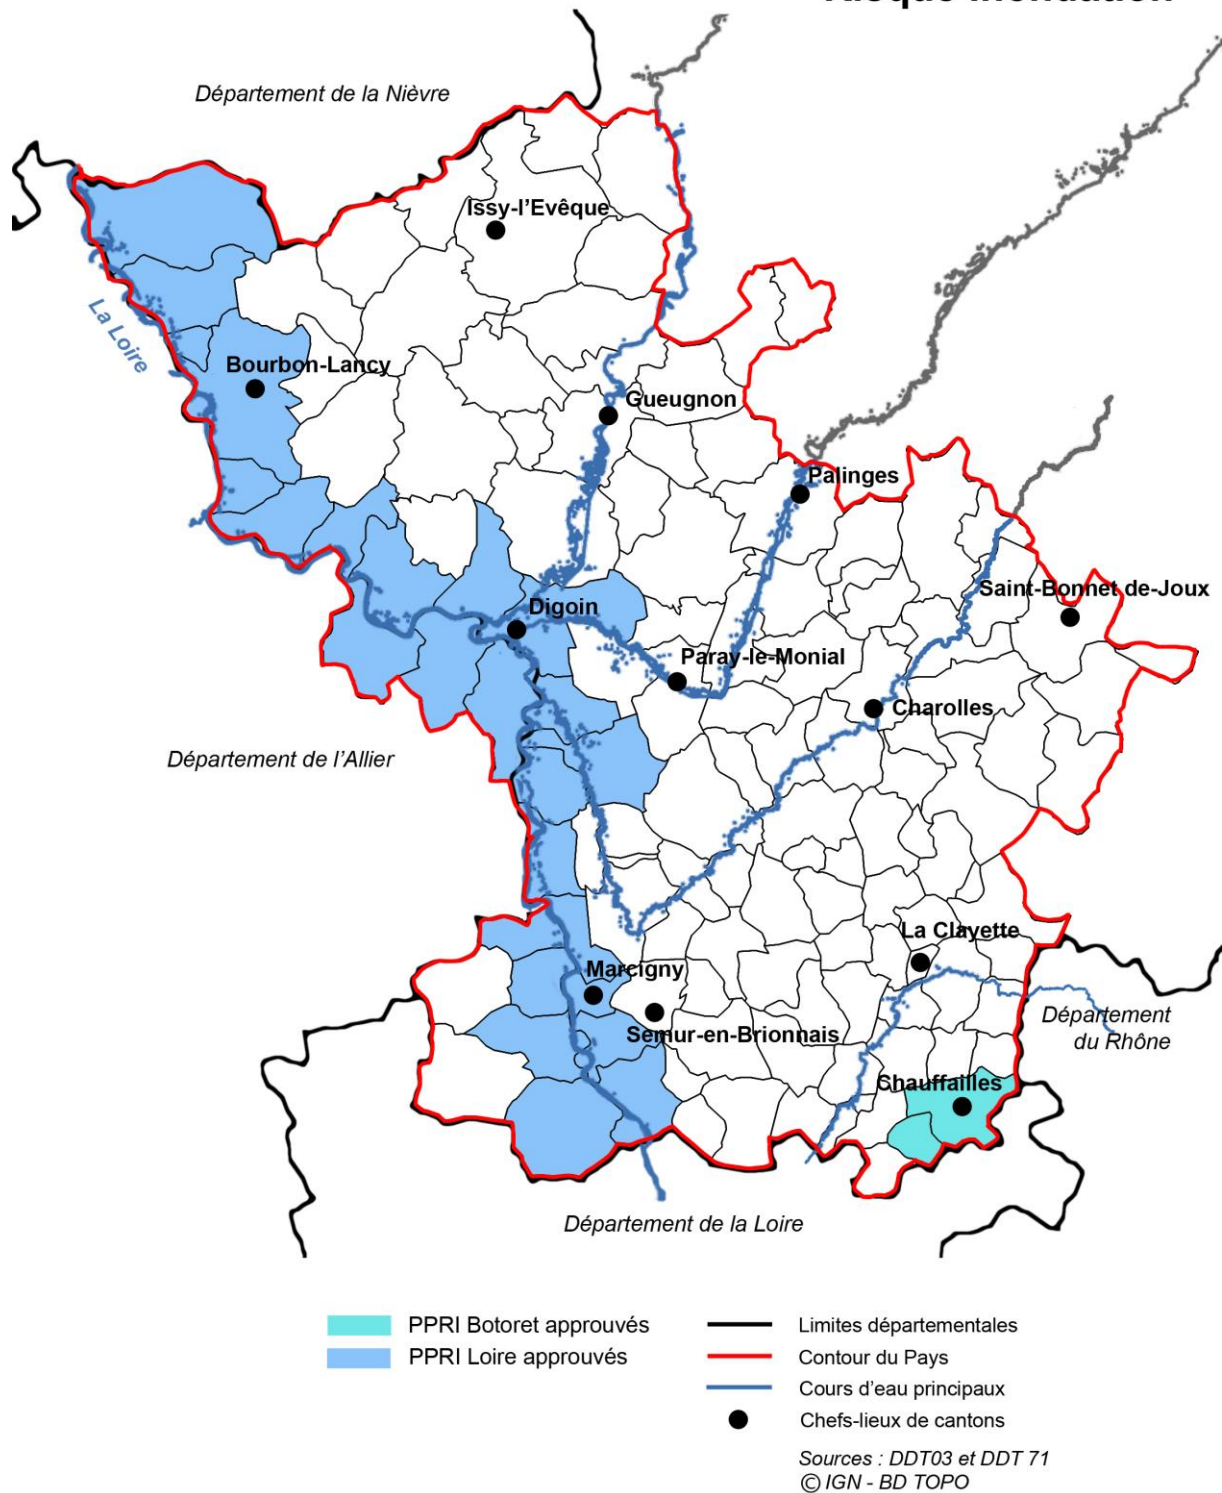 Risque inondation
Département de la Nièvre
Issy-l'Evêque
La Loire
Bourbon-Lancy
Gueugnon
Palinges
Saint-Bonnet de-Joux
Digoin
Paray-le-Monial
Charolles
Département de l'Allier
La Clayette
Marcigny
Semur-en-Brionnais
Département
du Rhône
Chauffailles
Département de la Loire
PPRI Botoret approuvés
PPRI Loire approuvés
Limites départementales
Contour du Pays
Cours d'eau principaux
Chefs-lieux de cantons
Sources : DDT03 et DDT 71
© IGN - BD TOPO